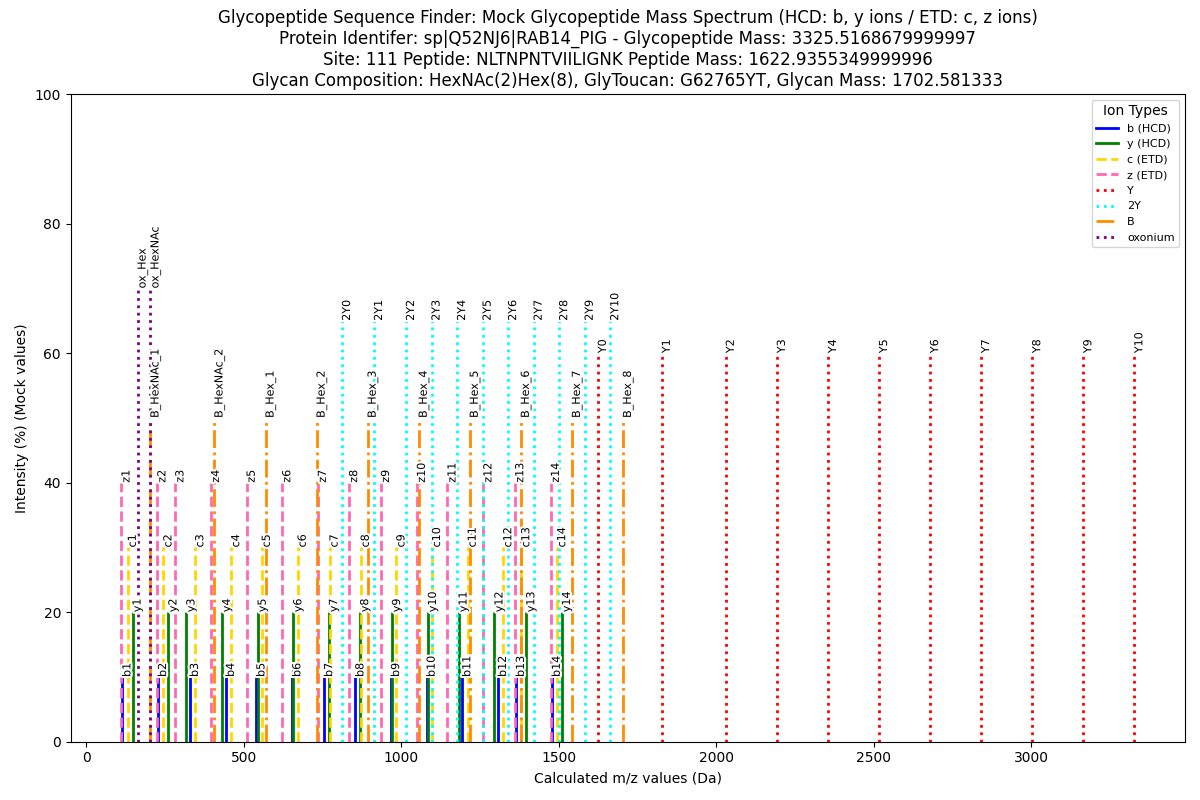 Glycopeptide Sequence Finder: Mock Glycopeptide Mass Spectrum (HCD: b, y ions / ETD: c, z ions)
Protein Identifer: sp|Q52NJ6|RAB14_PIG - Glycopeptide Mass: 3325.5168679999997
Site: 111 Peptide: NLTNPNTVIILIGNK Peptide Mass: 1622.9355349999996
Glycan Composition: HexNAc(2)Hex(8), GlyToucan: G62765YT, Glycan Mass: 1702.581333
Intensity (%) (Mock values)
100
80
60
40
20
0
Ion Types
b (HCD)
y (HCD)
c (ETD)
z (ETD)
Y
2Y
B
oxonium
ox_Hex
ox_HexNAc
2Y0
2Y1
2Y2
2Y3
2Y4
2Y5
2Y6
2Y7
2Y8
2Y9
2Y10
Y0
Y1
Y2
Y3
Y4
Y5
Y6
Y7
Y8
Y9
Y10
B_HexNAc_1
B_HexNAc_2
B_Hex_1
B_Hex_2
B_Hex_3
B_Hex_4
B_Hex_5
B_Hex_6
B_Hex_7
B_Hex_8
z1
z2
z3
z4
z5
z6
z7
z8
z9
z10
z11
z12
z13
z14
c1
c2
c3
c4
c5
c6
c7
c8
c9
c10
c11
c12
c13
c14
y1
y2
y3
y4
y5
y6
y7
y8
y9
y10
y11
y12
y13
y14
b1
b2
b3
b4
b5
b6
b7
b8
b9
b10
b11
b12
b13
b14
0
500
1000
1500
2000
2500
3000
Calculated m/z values (Da)